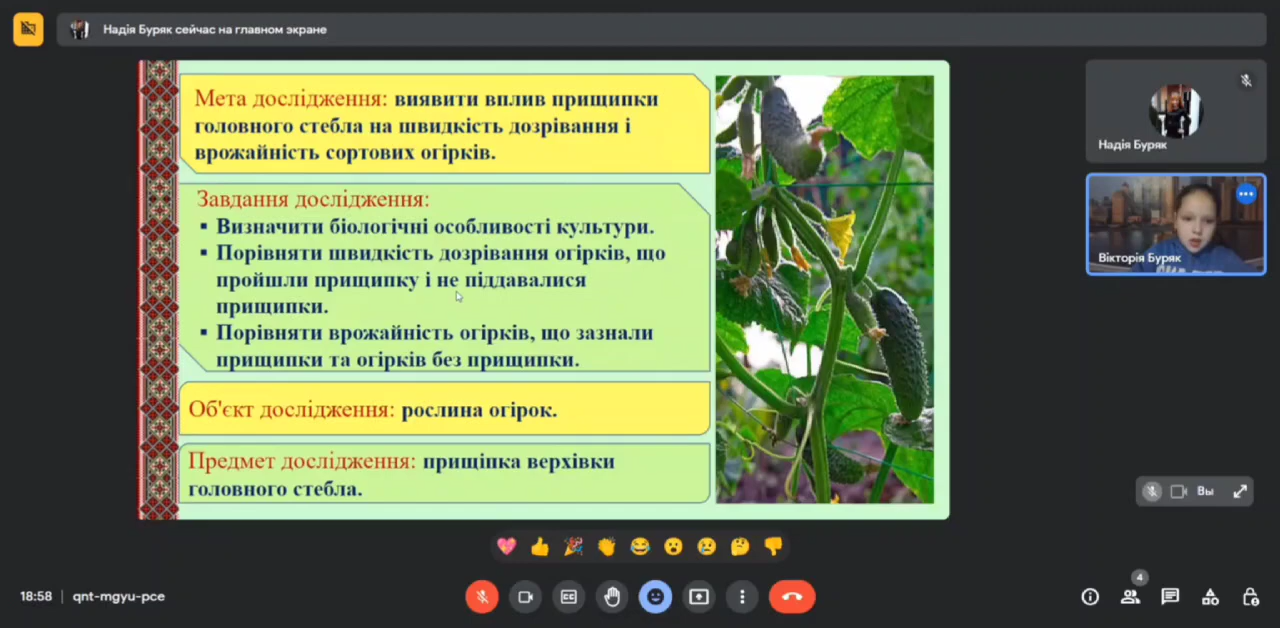 Надія Буряк сейчас на главном экране
Мета дослідження: виявити вплив прищипки
головного стебла на швидкість дозрівання і
врожайність сортових огірків.
Завдання дослідження:
▪ Визначити біологічні особливості культури.
▪ Порівняти швидкість дозрівання огірків, що
пройшли прищипку і не піддавалися
прищипки.
▪ Порівняти врожайність огірків, що зазнали
прищипки та огірків без прищипки.
Об'єкт дослідження: рослина огірок.
Предмет дослідження: прищіпка верхівки
головного стебла.
Надія Буряк
Вікторія Буряк
Вы
4
18:58 | qnt-mgyu-pce